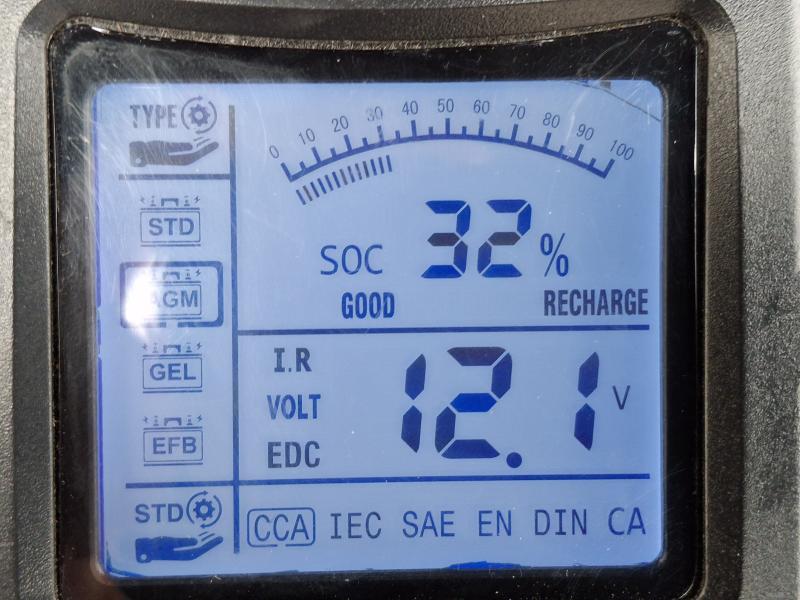 TYPE
0 10 20 30 40 50 60 70 80 90 100
STD
SOC 32%
AGM
GOOD RECHARGE
GEL
I.R
VOLT 12.1 V
EFB
EDC
STD
CCA IEC SAE EN DIN CA